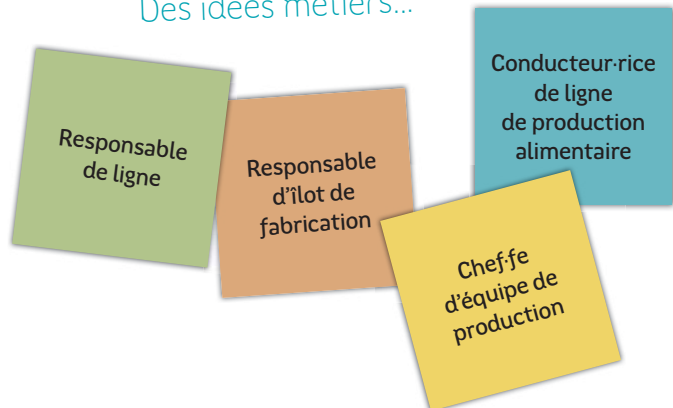 Des idées métiers...
Responsable
de ligne
Responsable
d'îlot de
fabrication
Conducteur·rice
de ligne
de production
alimentaire
Chef·fe
d'équipe de
production